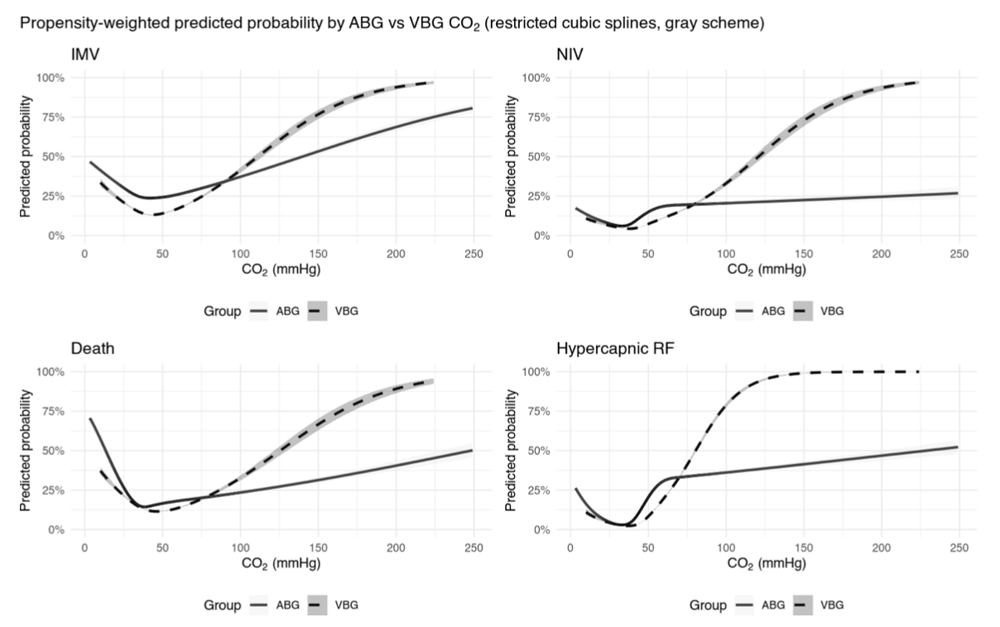 Propensity-weighted predicted probability by ABG vs VBG CO₂ (restricted cubic splines, gray scheme)
IMV
Predicted probability
100%
75%
50%
25%
0%
0 50 100 150 200 250
CO₂ (mmHg)
Group ABG VBG
NIV
Predicted probability
100%
75%
50%
25%
0%
0 50 100 150 200 250
CO₂ (mmHg)
Group ABG VBG
Death
Predicted probability
100%
75%
50%
25%
0%
0 50 100 150 200 250
CO₂ (mmHg)
Group ABG VBG
Hypercapnic RF
Predicted probability
100%
75%
50%
25%
0%
0 50 100 150 200 250
CO₂ (mmHg)
Group ABG VBG